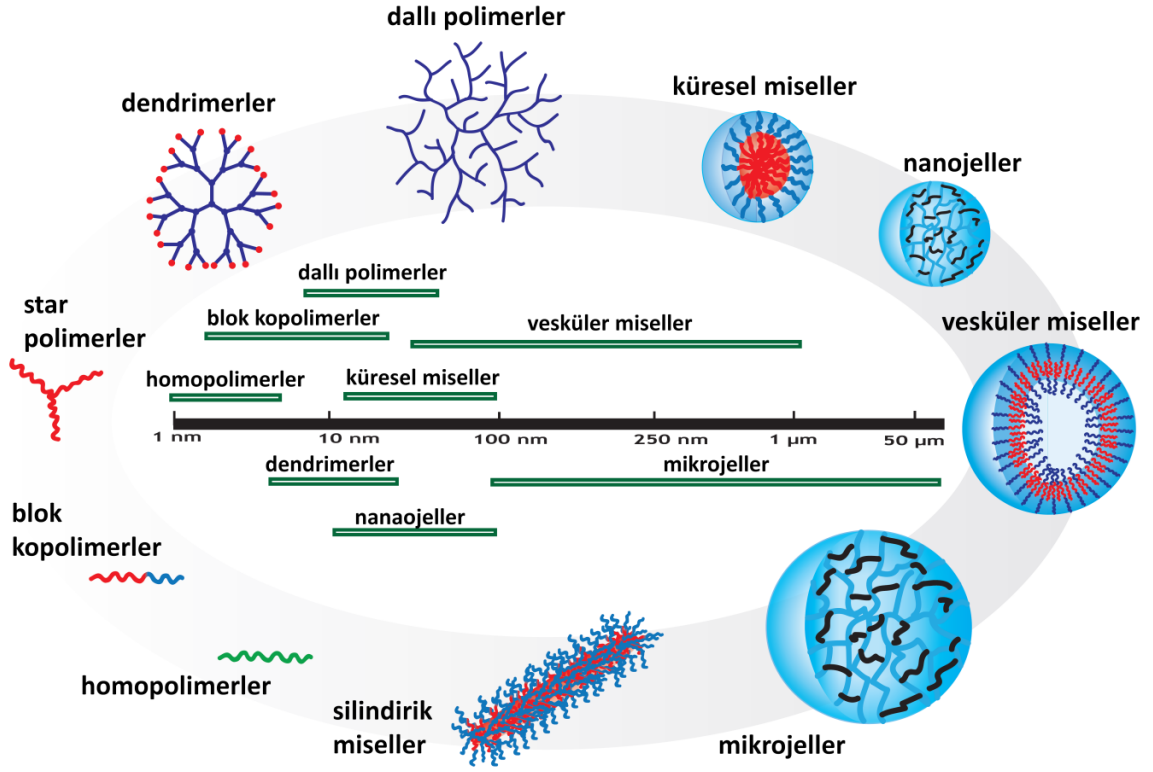 dallı polimerler
dendrimerler
küresel miseller
nanojeller
star
polimerler
vesküler miseller
dallı polimerler
blok kopolimerler
vesküler miseller
homopolimerler
küresel miseller
1 nm
10 nm
100 nm
250 nm
1 µm
50 µm
dendrimerler
mikrojeller
nanaojeller
blok
kopolimerler
homopolimerler
silindirik
miseller
mikrojeller